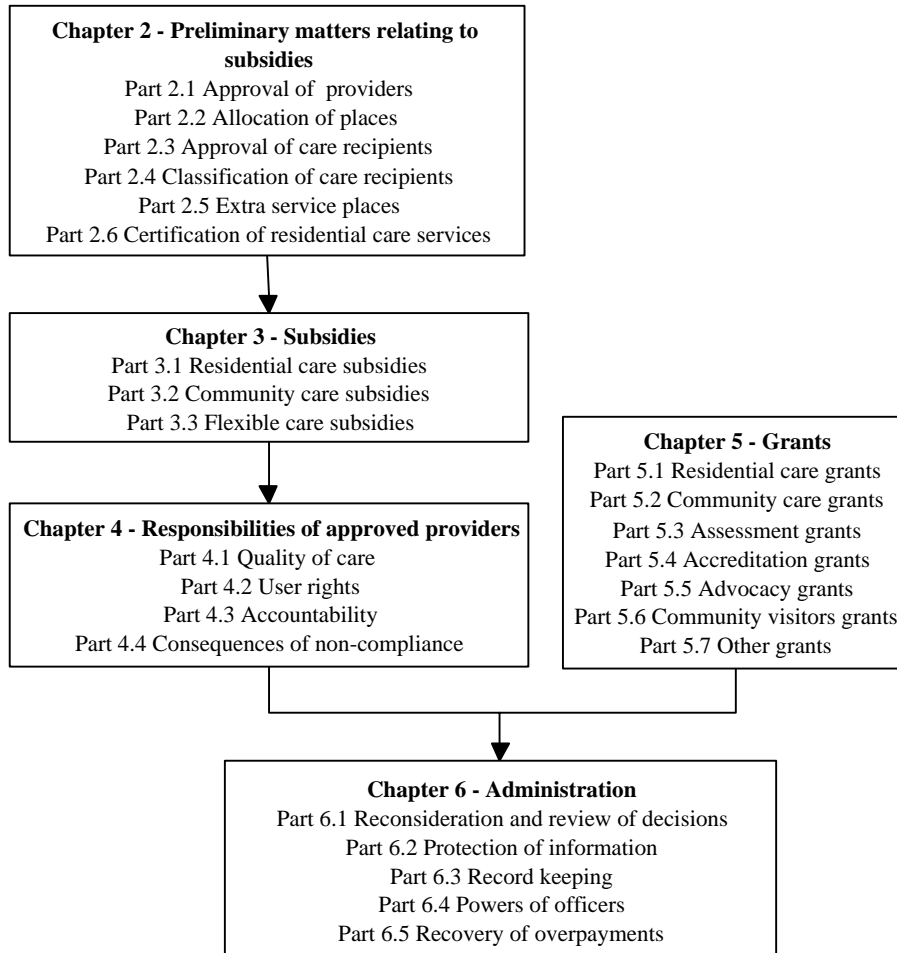 Chapter 2 - Preliminary matters relating to
subsidies
Part 2.1 Approval of providers
Part 2.2 Allocation of places
Part 2.3 Approval of care recipients
Part 2.4 Classification of care recipients
Part 2.5 Extra service places
Part 2.6 Certification of residential care services
Chapter 3 - Subsidies
Part 3.1 Residential care subsidies
Part 3.2 Community care subsidies
Part 3.3 Flexible care subsidies
Chapter 4 - Responsibilities of approved providers
Part 4.1 Quality of care
Part 4.2 User rights
Part 4.3 Accountability
Part 4.4 Consequences of non-compliance
Chapter 5 - Grants
Part 5.1 Residential care grants
Part 5.2 Community care grants
Part 5.3 Assessment grants
Part 5.4 Accreditation grants
Part 5.5 Advocacy grants
Part 5.6 Community visitors grants
Part 5.7 Other grants
Chapter 6 - Administration
Part 6.1 Reconsideration and review of decisions
Part 6.2 Protection of information
Part 6.3 Record keeping
Part 6.4 Powers of officers
Part 6.5 Recovery of overpayments